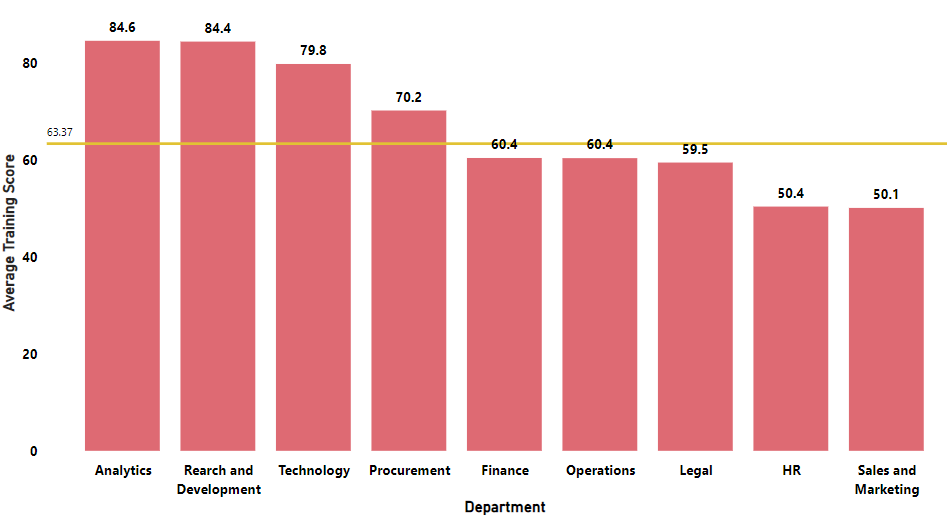 84.6
84.4
79.8
70.2
60.4
60.4
59.5
50.4
50.1
63.37
80
60
40
20
0
Average Training Score
Analytics
Rearch and
Development
Technology
Procurement
Finance
Operations
Legal
HR
Sales and
Marketing
Department